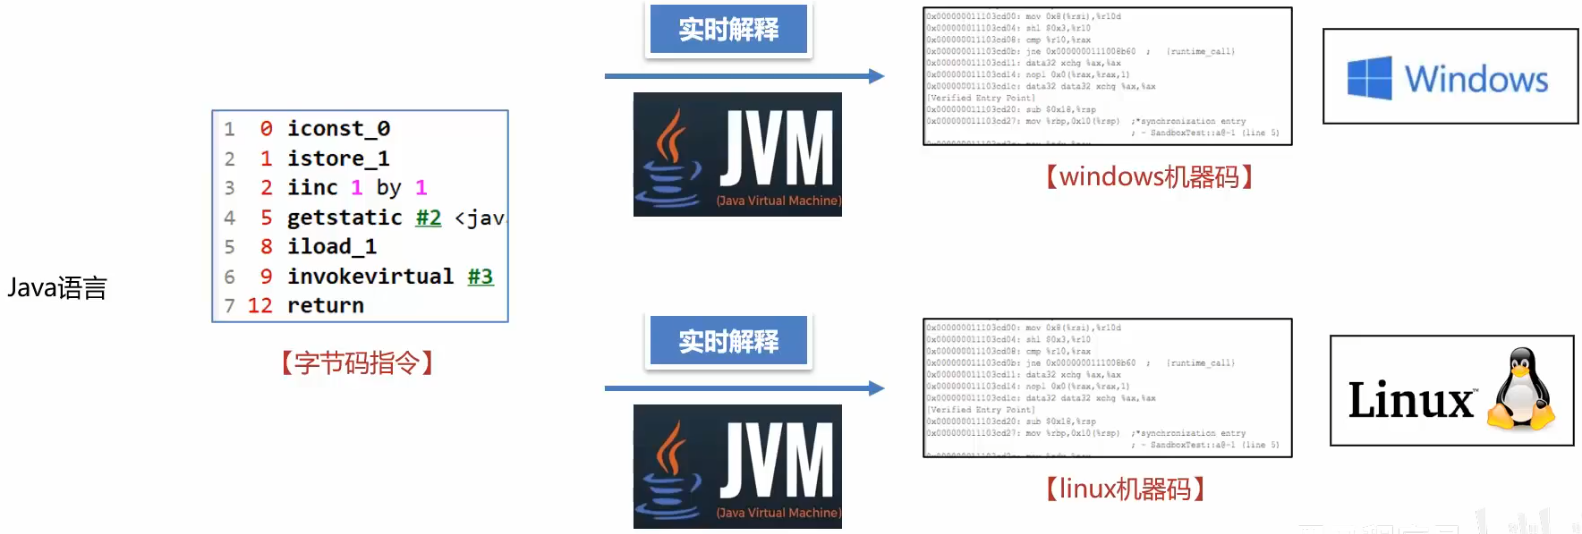 Java语言
1 0 iconst_0
2 1 istore_1
3 2 iinc 1 by 1
4 5 getstatic #2 <jav
5 8 iload_1
6 9 invokevirtual #3
7 12 return
【字节码指令】
实时解释
JVM
(Java Virtual Machine)
0x000000011103cd00: mov 0x8(%rsi),%r10d
0x000000011103cd04: shl $0x3,%r10
0x000000011103cd08: cmp %r10,%rax
0x000000011103cd0b: jne 0x0000000111008b60 ; {runtime_call}
0x000000011103cd11: data32 xchg %ax,%ax
0x000000011103cd14: nopl 0x0(%rax,%rax,1)
0x000000011103cd1c: data32 data32 xchg %ax,%ax
[Verified Entry Point]
0x000000011103cd20: sub $0x18,%rsp
0x000000011103cd27: mov %rbp,0x10(%rsp) ;*synchronization entry
; - SandboxTest::a@-1 (line 5)
【windows机器码】
Windows
实时解释
JVM
(Java Virtual Machine)
0x000000011103cd00: mov 0x8(%rsi),%r10d
0x000000011103cd04: shl $0x3,%r10
0x000000011103cd08: cmp %r10,%rax
0x000000011103cd0b: jne 0x0000000111008b60 ; {runtime_call}
0x000000011103cd11: data32 xchg %ax,%ax
0x000000011103cd14: nopl 0x0(%rax,%rax,1)
0x000000011103cd1c: data32 data32 xchg %ax,%ax
[Verified Entry Point]
0x000000011103cd20: sub $0x18,%rsp
0x000000011103cd27: mov %rbp,0x10(%rsp) ;*synchronization entry
; - SandboxTest::a@-1 (line 5)
【linux机器码】
Linux™